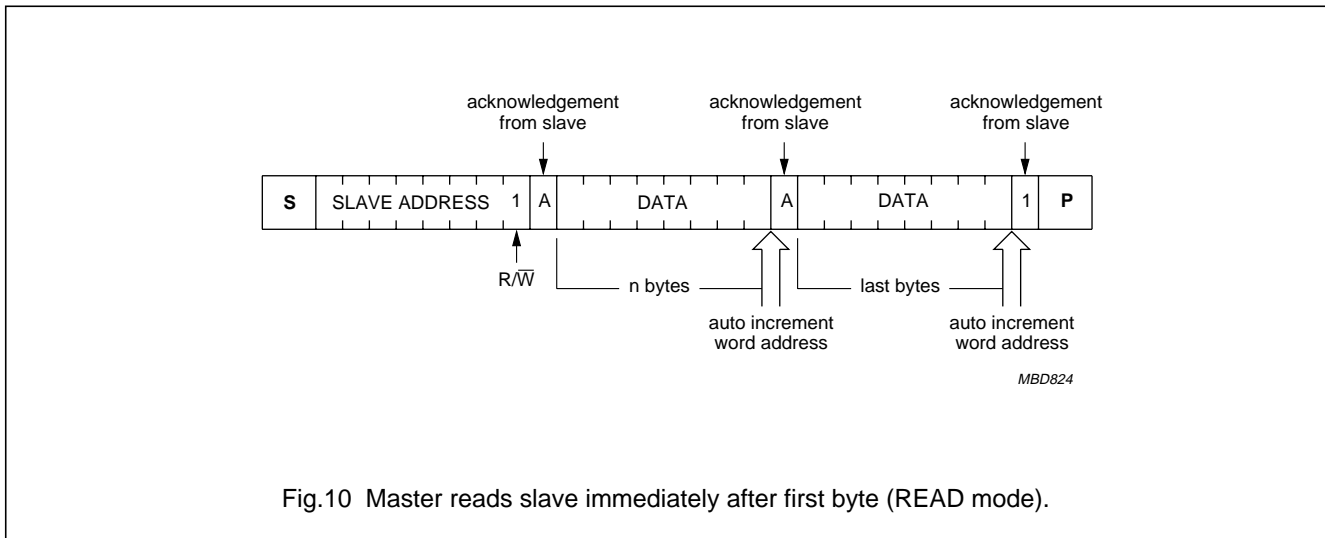 acknowledgement
from slave
acknowledgement
from slave
acknowledgement
from slave
S SLAVE ADDRESS 1 A DATA A DATA 1 P
R/W̅
n bytes
last bytes
auto increment
word address
auto increment
word address
MBD824
Fig.10 Master reads slave immediately after first byte (READ mode).